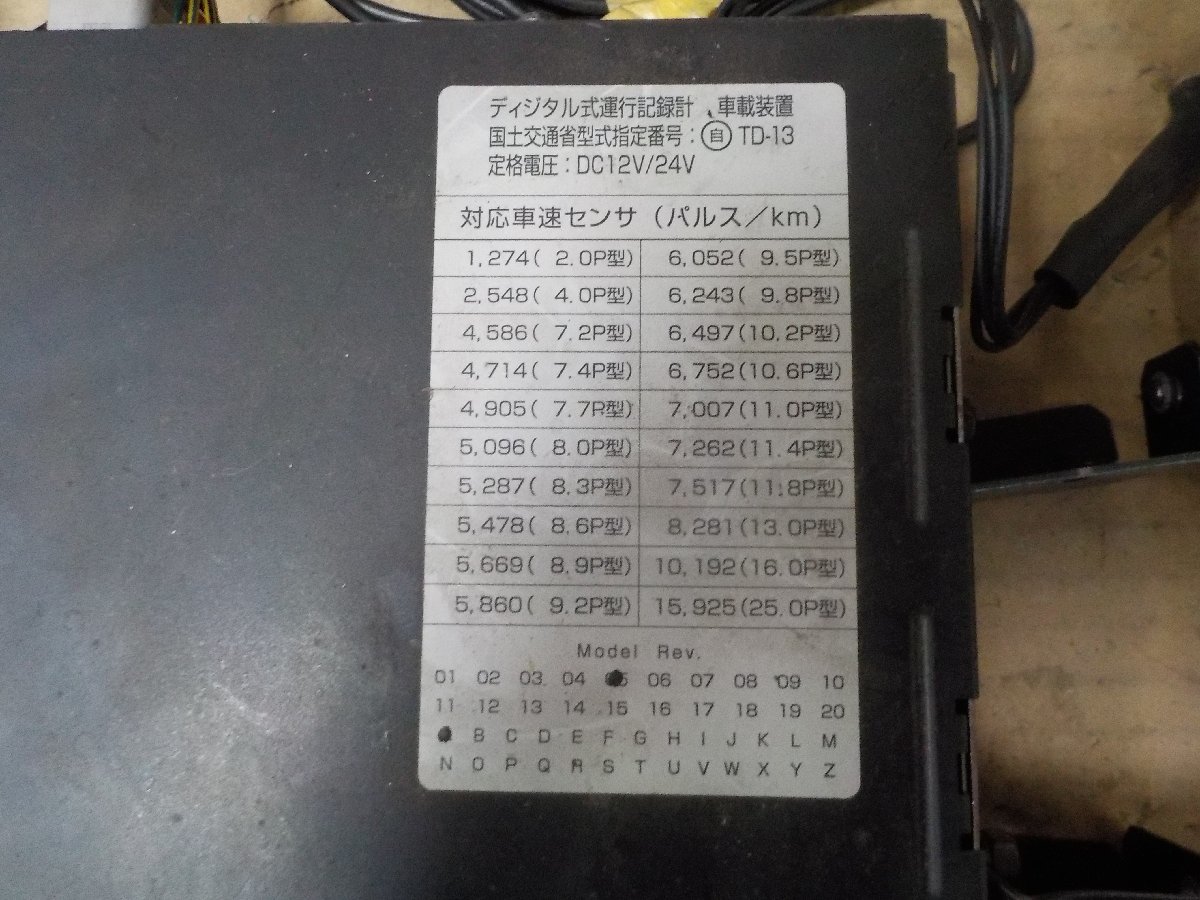 ディジタル式運行記録計 、車載装置
国土交通省型式指定番号:㊀自 TD-13
定格電圧:DC12V/24V
対応車速センサ(パルス/km)
1,274( 2.0P型) 6,052( 9.5P型)
2,548( 4.0P型) 6,243( 9.8P型)
4,586( 7.2P型) 6,497(10.2P型)
4,714( 7.4P型) 6,752(10.6P型)
4,905( 7.7P型) 7,007(11.0P型)
5,096( 8.0P型) 7,262(11.4P型)
5,287( 8.3P型) 7,517(11.8P型)
5,478( 8.6P型) 8,281(13.0P型)
5,669( 8.9P型) 10,192(16.0P型)
5,860( 9.2P型) 15,925(25.0P型)
Model Rev.
01 02 03 04 05 06 07 08 09 10
11 12 13 14 15 16 17 18 19 20
B C D E F G H I J K L M
N O P Q R S T U V W X Y Z